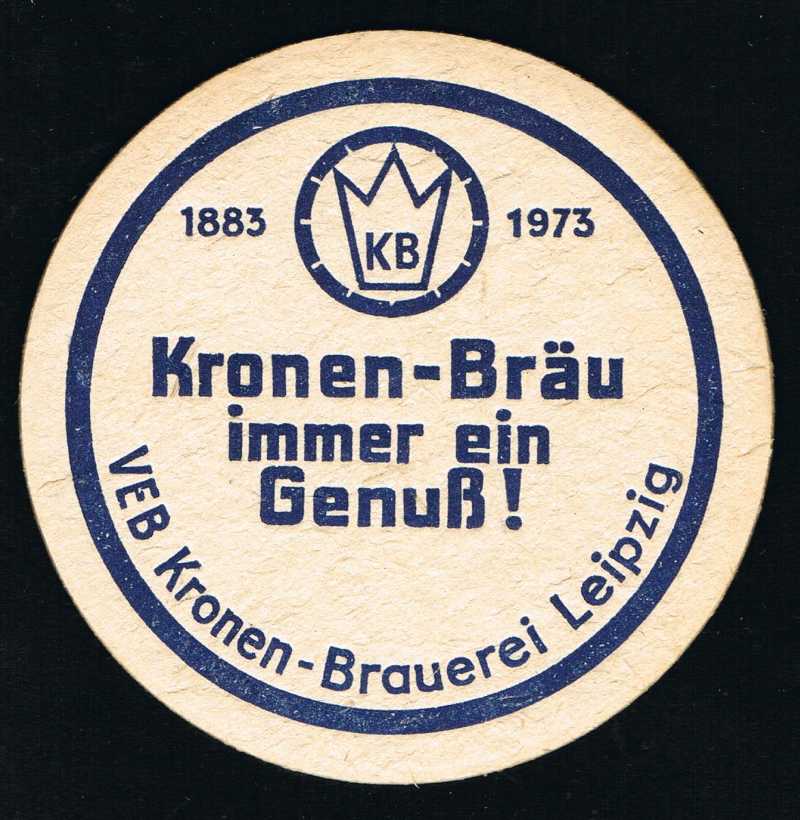 1883
KB
1973
Kronen-Bräu
immer ein
Genuß!
VEB Kronen-Brauerei Leipzig